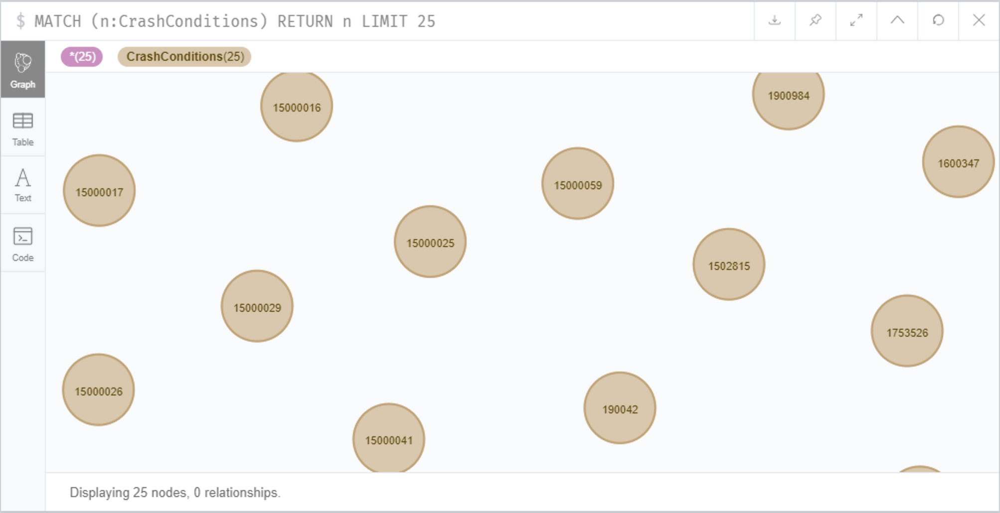 $ MATCH (n:CrashConditions) RETURN n LIMIT 25
*(25) CrashConditions(25)
Graph
Table
Text
Code
15000016
1900984
1600347
15000017
15000059
15000025
1502815
15000029
1753526
15000026
190042
15000041
Displaying 25 nodes, 0 relationships.